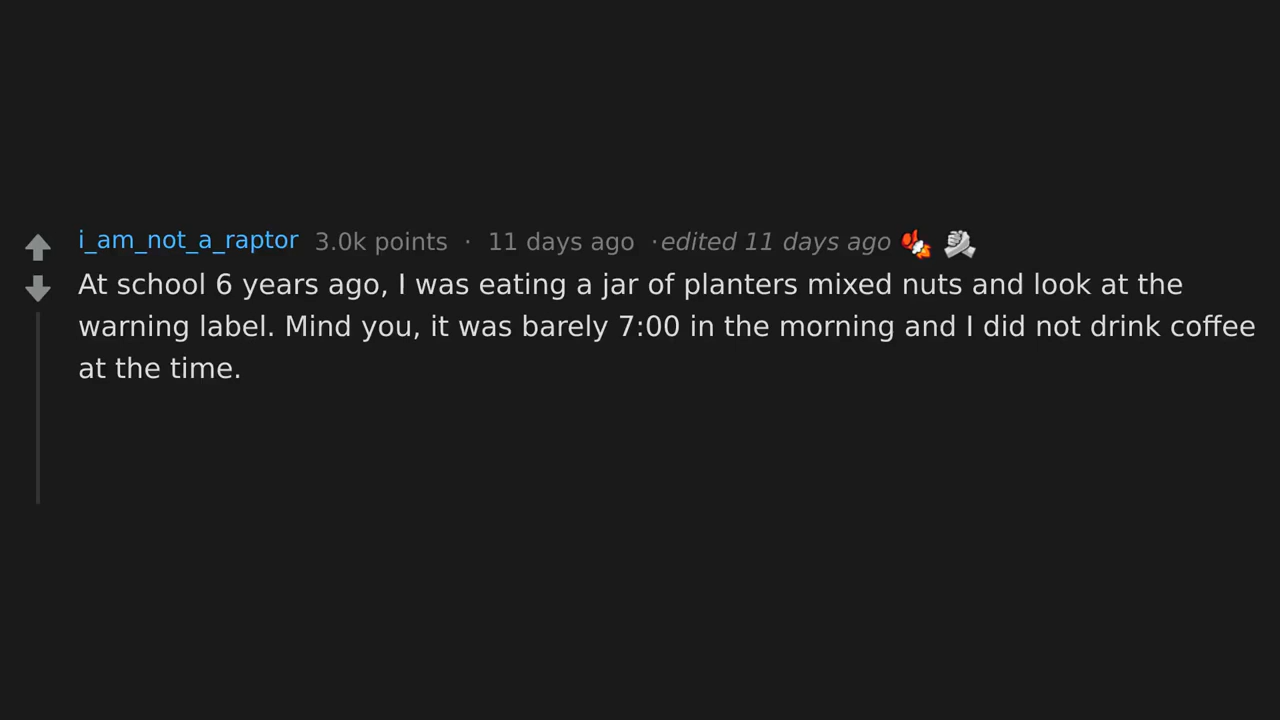 i_am_not_a_raptor 3.0k points · 11 days ago · edited 11 days ago
At school 6 years ago, I was eating a jar of planters mixed nuts and look at the
warning label. Mind you, it was barely 7:00 in the morning and I did not drink coffee
at the time.